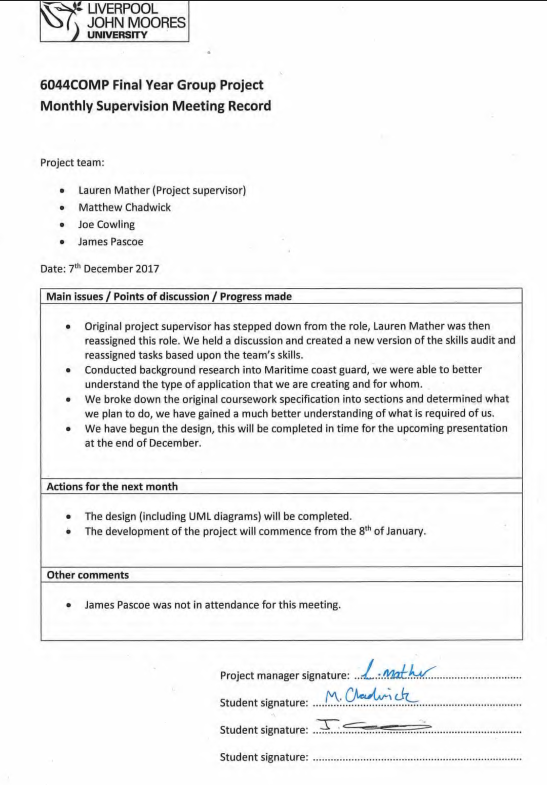 LIVERPOOL
JOHN MOORES
UNIVERSITY
6044COMP Final Year Group Project
Monthly Supervision Meeting Record
Project team:
• Lauren Mather (Project supervisor)
• Matthew Chadwick
• Joe Cowling
• James Pascoe
Date: 7th December 2017
Main issues / Points of discussion / Progress made
• Original project supervisor has stepped down from the role, Lauren Mather was then
reassigned this role. We held a discussion and created a new version of the skills audit and
reassigned tasks based upon the team's skills.
• Conducted background research into Maritime coast guard, we were able to better
understand the type of application that we are creating and for whom.
• We broke down the original coursework specification into sections and determined what
we plan to do, we have gained a much better understanding of what is required of us.
• We have begun the design, this will be completed in time for the upcoming presentation
at the end of December.
Actions for the next month
• The design (including UML diagrams) will be completed.
• The development of the project will commence from the 8th of January.
Other comments
• James Pascoe was not in attendance for this meeting.
Project manager signature: L. Mather
Student signature: M. Chadwick
Student signature: J.
Student signature: